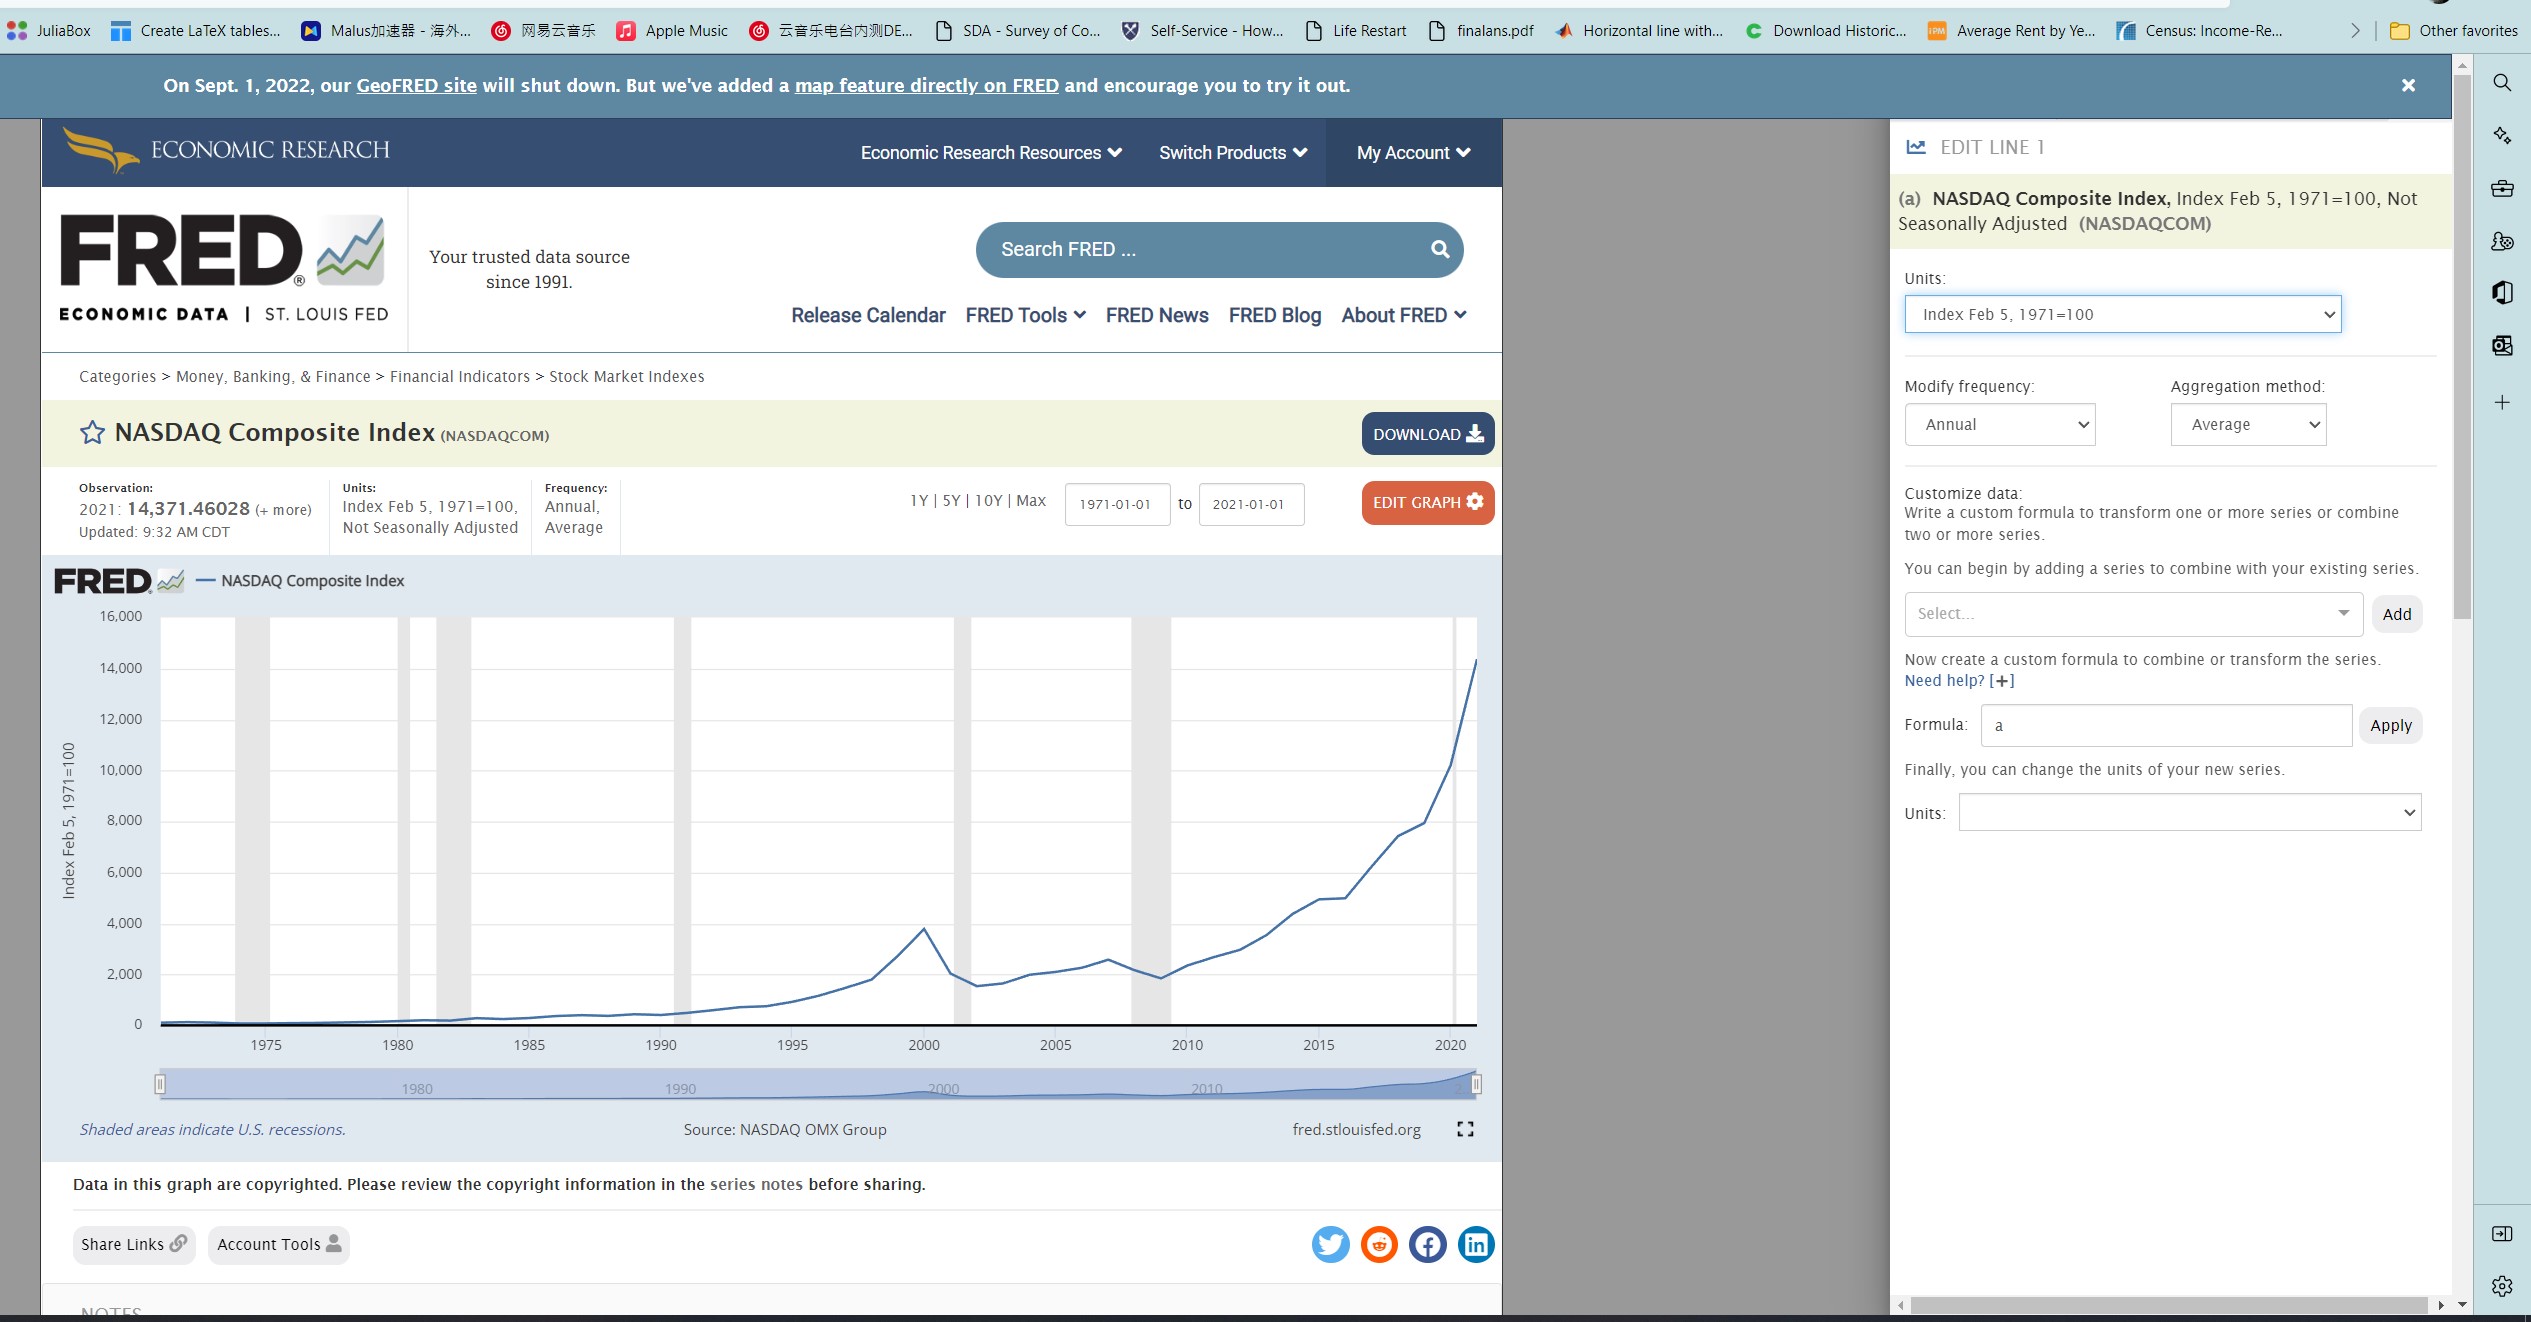 JuliaBox
Create LaTeX tables...
Malus加速器 - 海外...
网易云音乐
Apple Music
云音乐电台内测DE...
SDA - Survey of Co...
Self-Service - How...
Life Restart
finalans.pdf
Horizontal line with...
Download Historic...
Average Rent by Ye...
Census: Income-Re...
Other favorites
On Sept. 1, 2022, our GeoFRED site will shut down. But we've added a map feature directly on FRED and encourage you to try it out.
ECONOMIC RESEARCH
Economic Research Resources
Switch Products
My Account
FRED®
ECONOMIC DATA | ST. LOUIS FED
Your trusted data source
since 1991.
Search FRED ...
Release Calendar
FRED Tools
FRED News
FRED Blog
About FRED
Categories > Money, Banking, & Finance > Financial Indicators > Stock Market Indexes
NASDAQ Composite Index (NASDAQCOM)
DOWNLOAD
Observation:
2021: 14,371.46028 (+ more)
Updated: 9:32 AM CDT
Units:
Index Feb 5, 1971=100,
Not Seasonally Adjusted
Frequency:
Annual,
Average
1Y | 5Y | 10Y | Max
1971-01-01
to
2021-01-01
EDIT GRAPH
FRED
NASDAQ Composite Index
16,000
14,000
12,000
10,000
8,000
6,000
4,000
2,000
0
Index Feb 5, 1971=100
1975
1980
1985
1990
1995
2000
2005
2010
2015
2020
1980
1990
2000
2010
Shaded areas indicate U.S. recessions.
Source: NASDAQ OMX Group
fred.stlouisfed.org
Data in this graph are copyrighted. Please review the copyright information in the series notes before sharing.
Share Links
Account Tools
NOTES
EDIT LINE 1
(a) NASDAQ Composite Index, Index Feb 5, 1971=100, Not
Seasonally Adjusted (NASDAQCOM)
Units:
Index Feb 5, 1971=100
Modify frequency:
Aggregation method:
Annual
Average
Customize data:
Write a custom formula to transform one or more series or combine
two or more series.
You can begin by adding a series to combine with your existing series.
Select...
Add
Now create a custom formula to combine or transform the series.
Need help? [+]
Formula:
a
Apply
Finally, you can change the units of your new series.
Units: